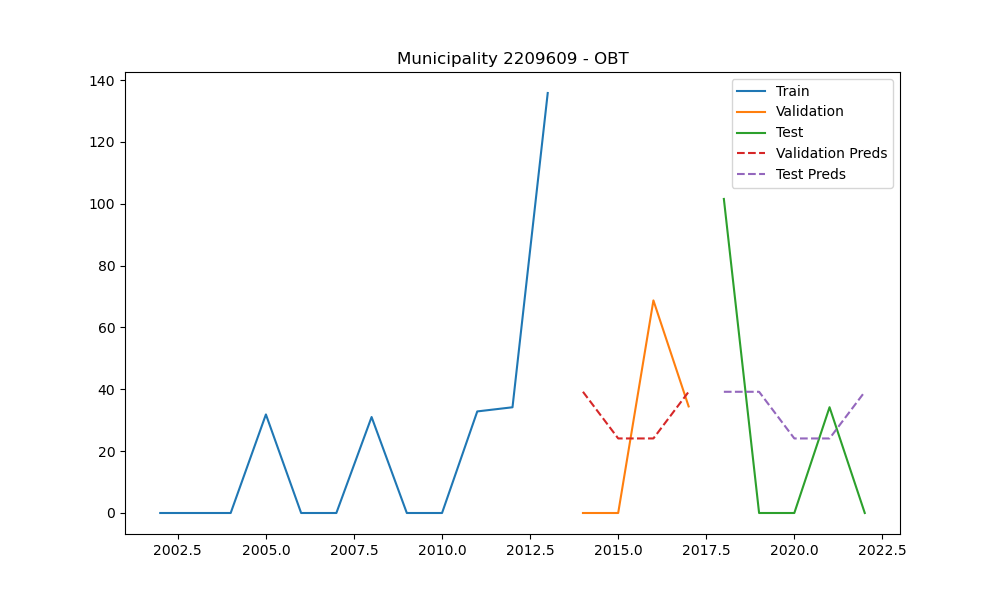 Municipality 2209609 - OBT
140
120
100
80
60
40
20
0
Train
Validation
Test
Validation Preds
Test Preds
2002.5 2005.0 2007.5 2010.0 2012.5 2015.0 2017.5 2020.0 2022.5